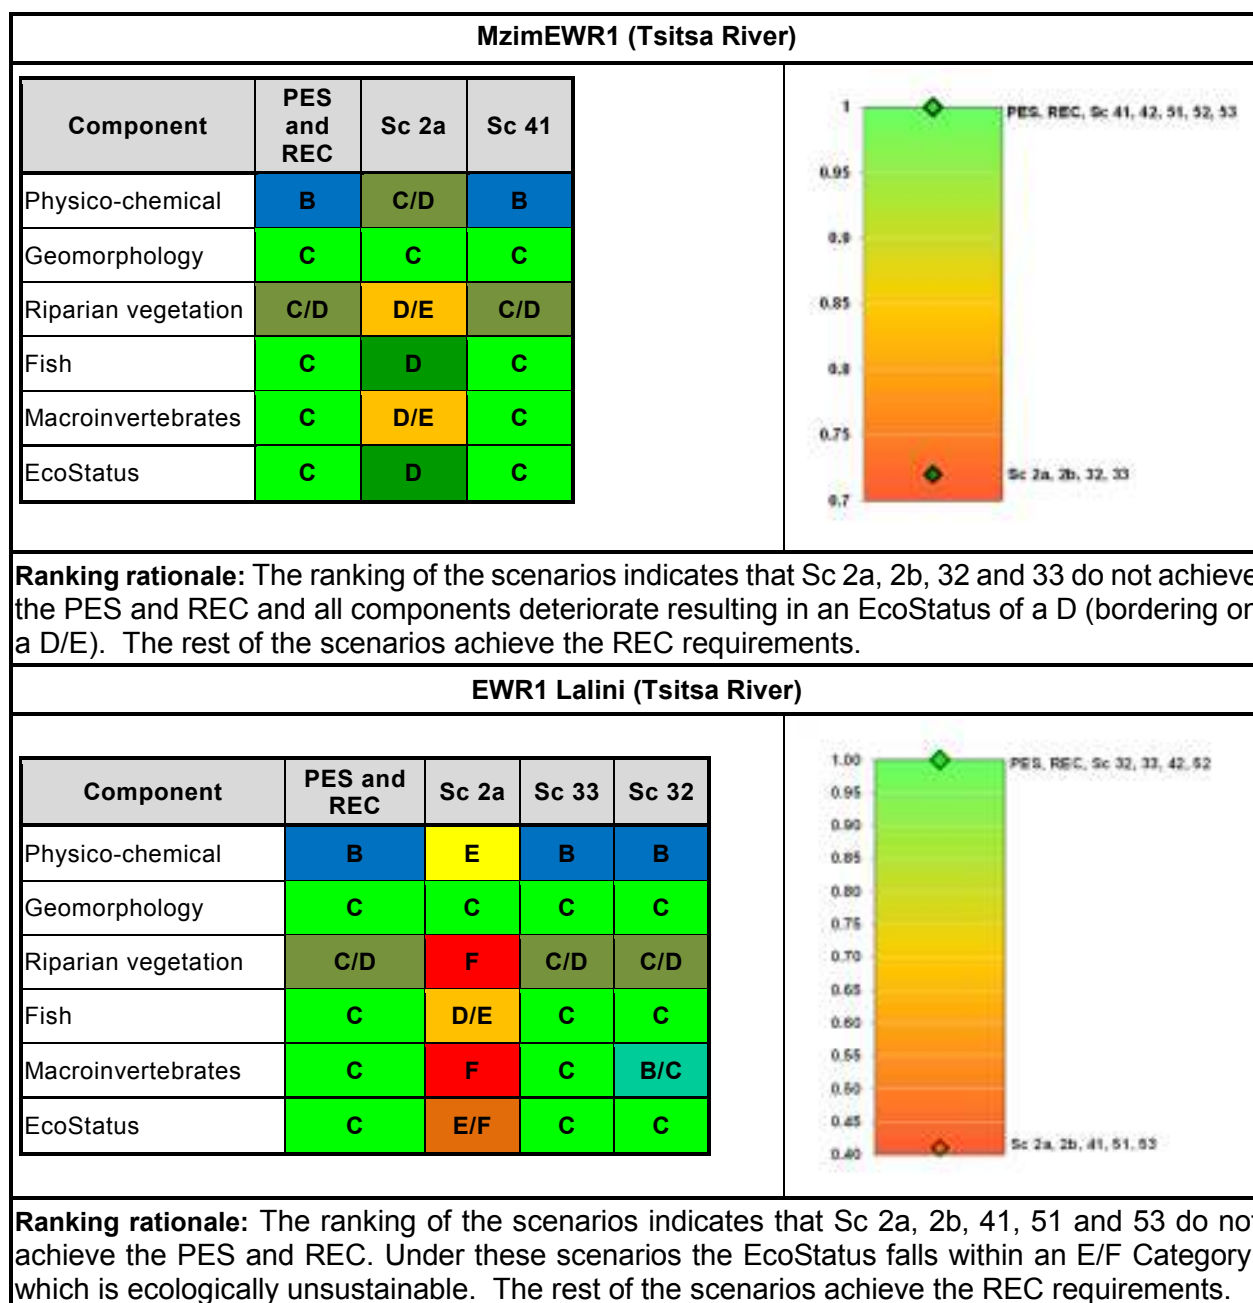 MzimEWR1 (Tsitsa River)
Component PES and REC Sc 2a Sc 41
Physico-chemical B C/D B
Geomorphology C C C
Riparian vegetation C/D D/E C/D
Fish C D C
Macroinvertebrates C D/E C
EcoStatus C D C
1 PES, REC, Sc 41, 42, 51, 52, 53
0.95
0.9
0.85
0.8
0.75
Sc 2a, 2b, 32, 33
0.7
Ranking rationale: The ranking of the scenarios indicates that Sc 2a, 2b, 32 and 33 do not achieve
the PES and REC and all components deteriorate resulting in an EcoStatus of a D (bordering on
a D/E). The rest of the scenarios achieve the REC requirements.
EWR1 Lalini (Tsitsa River)
Component PES and REC Sc 2a Sc 33 Sc 32
Physico-chemical B E B B
Geomorphology C C C C
Riparian vegetation C/D F C/D C/D
Fish C D/E C C
Macroinvertebrates C F C B/C
EcoStatus C E/F C C
1.00 PES, REC, Sc 32, 33, 42, 52
0.95
0.90
0.85
0.80
0.75
0.70
0.65
0.60
0.55
0.50
0.45
0.40 Sc 2a, 2b, 41, 51, 53
Ranking rationale: The ranking of the scenarios indicates that Sc 2a, 2b, 41, 51 and 53 do not
achieve the PES and REC. Under these scenarios the EcoStatus falls within an E/F Category
which is ecologically unsustainable. The rest of the scenarios achieve the REC requirements.